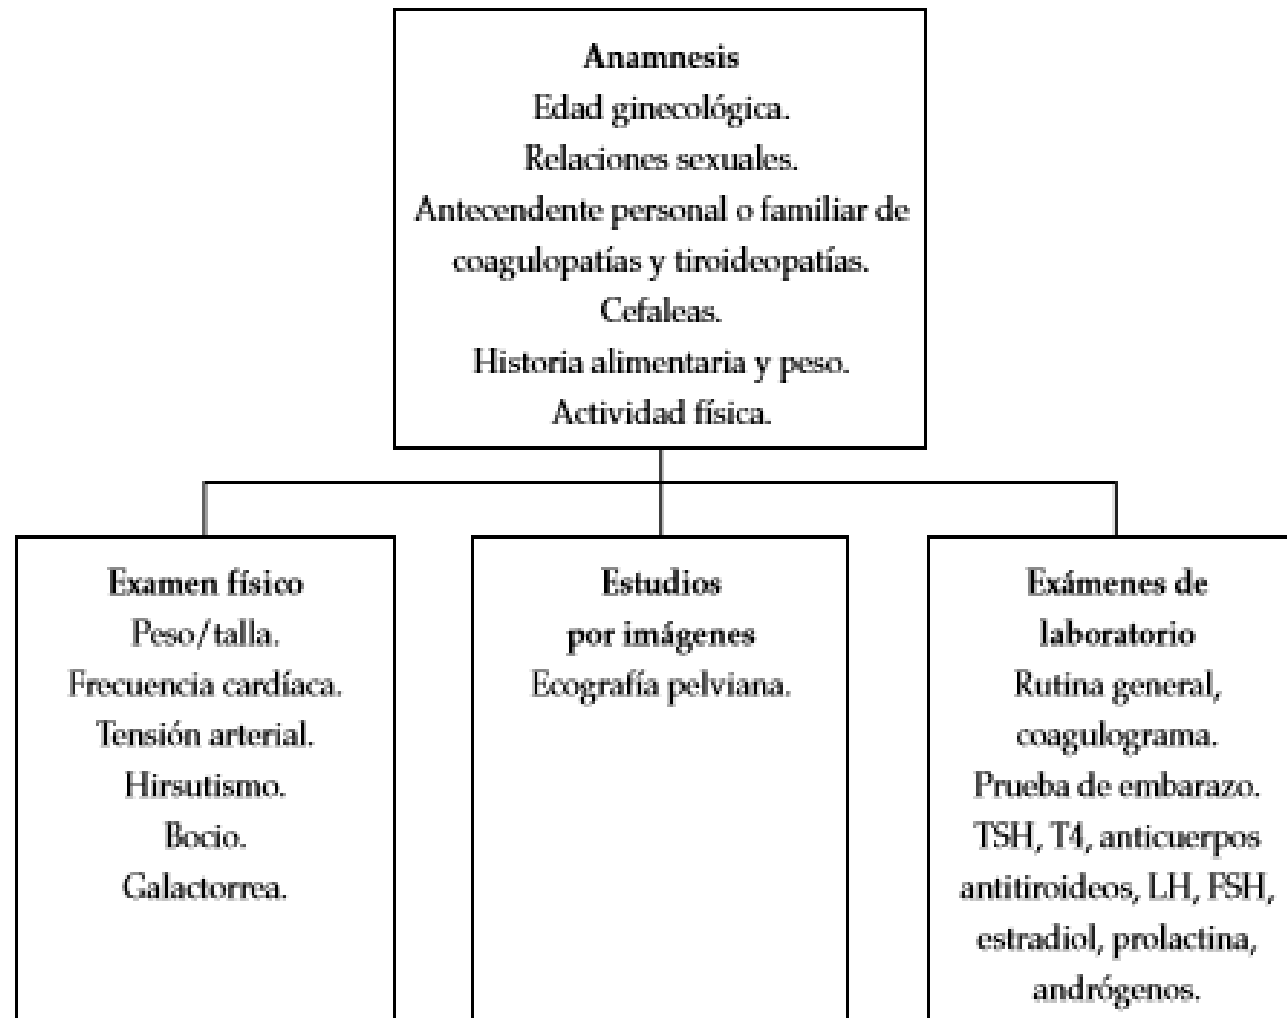 Anamnesis
Edad ginecológica.
Relaciones sexuales.
Antecendente personal o familiar de
coagulopatías y tiroideopatías.
Cefaleas.
Historia alimentaria y peso.
Actividad física.
Examen físico
Peso/talla.
Frecuencia cardíaca.
Tensión arterial.
Hirsutismo.
Bocio.
Galactorrea.
Estudios
por imágenes
Ecografía pelviana.
Exámenes de
laboratorio
Rutina general,
coagulograma.
Prueba de embarazo.
TSH, T4, anticuerpos
antitiroideos, LH, FSH,
estradiol, prolactina,
andrógenos.